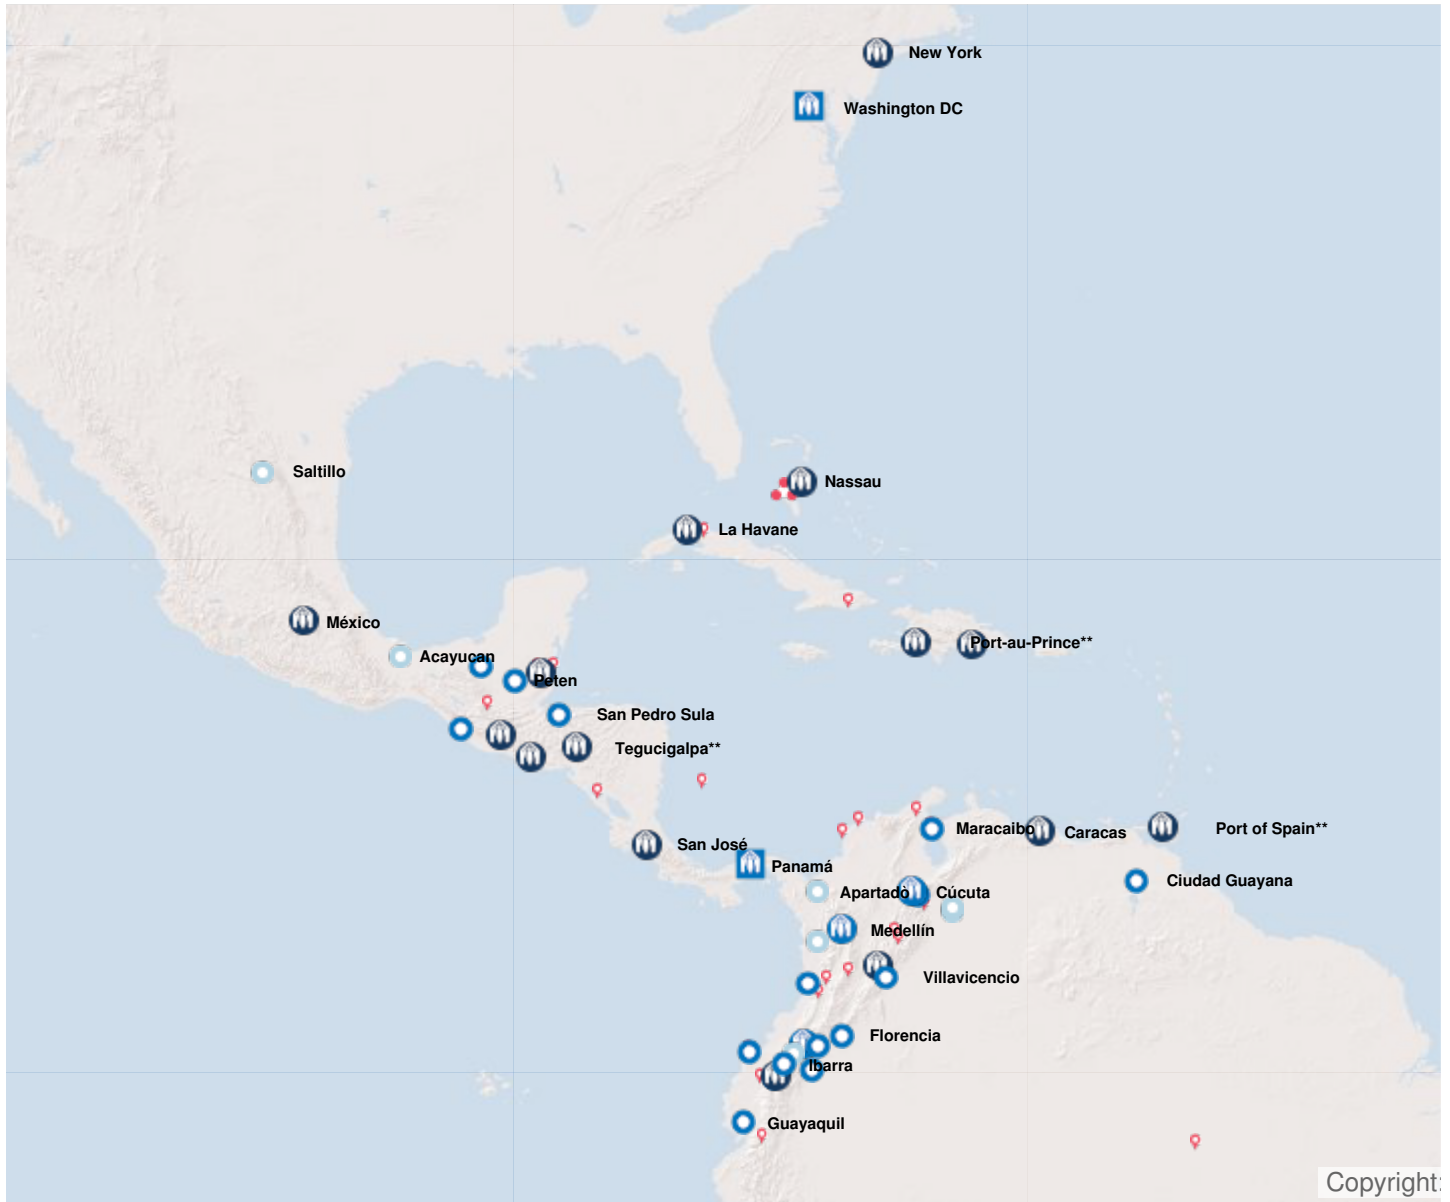 New York
Washington DC
Saltillo
Nassau
La Havane
México
Port-au-Prince**
Acayucan
Peten
San Pedro Sula
Tegucigalpa**
Maracaibo
Caracas
Port of Spain**
San José
Panamá
Ciudad Guayana
Apartadò
Cúcuta
Medellín
Villavicencio
Florencia
Ibarra
Guayaquil
Copyright: